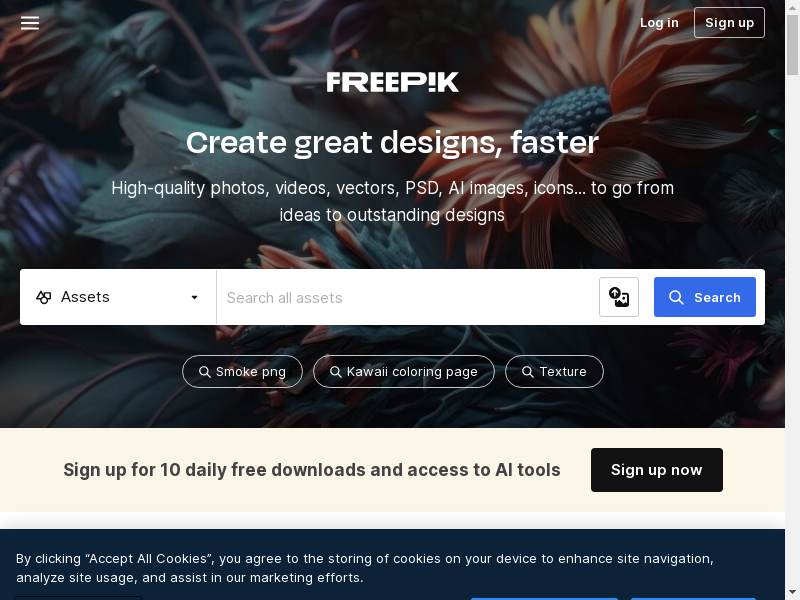 Log in
Sign up
FREEPIK
Create great designs, faster
High-quality photos, videos, vectors, PSD, AI images, icons... to go from
ideas to outstanding designs
Assets
Search all assets
Search
Smoke png
Kawaii coloring page
Texture
Sign up for 10 daily free downloads and access to AI tools
Sign up now
By clicking “Accept All Cookies”, you agree to the storing of cookies on your device to enhance site navigation,
analyze site usage, and assist in our marketing efforts.